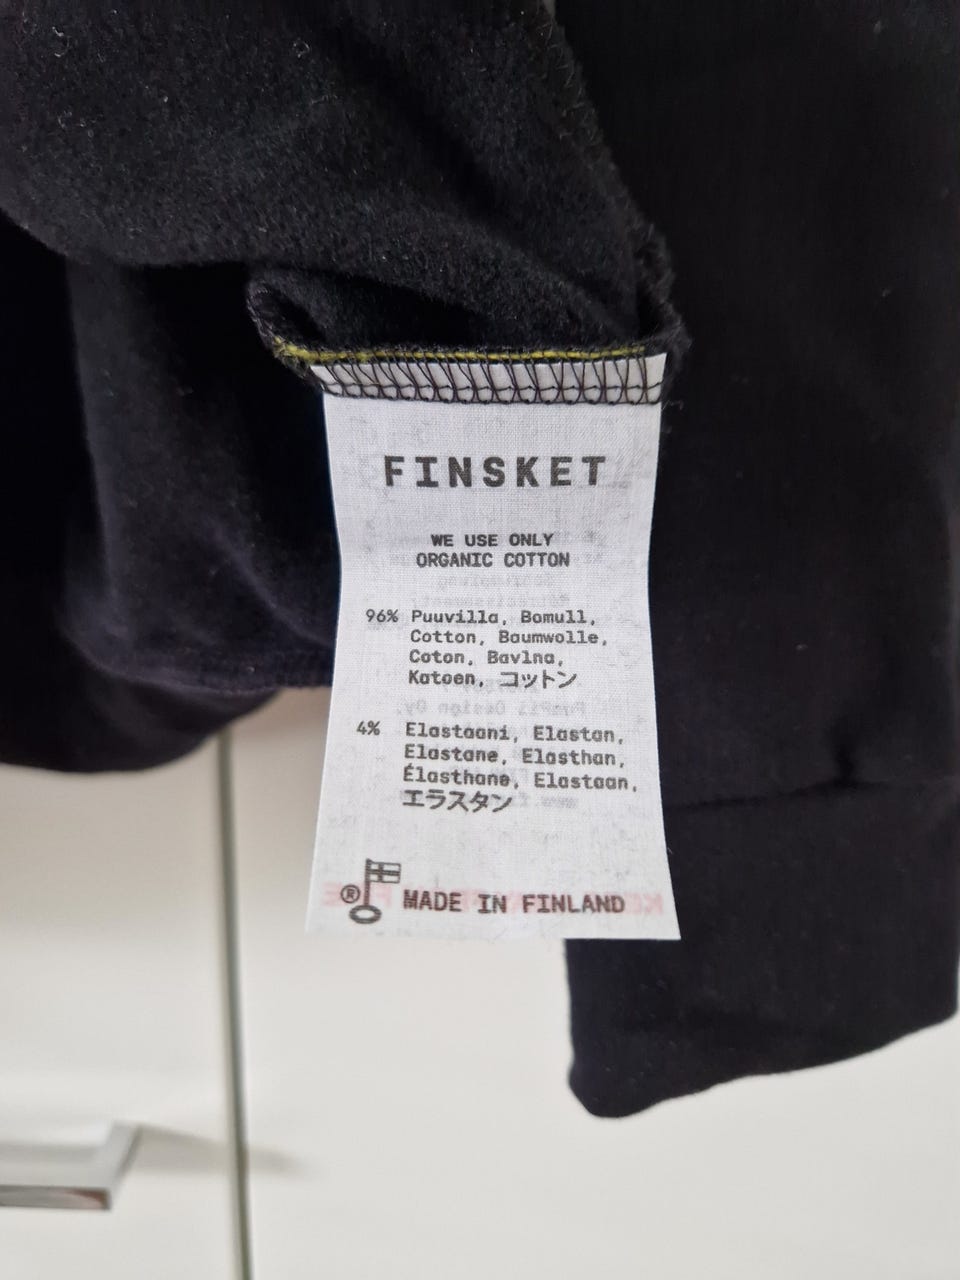 FINSKET
WE USE ONLY
ORGANIC COTTON
96% Puuvilla, Bomull,
Cotton, Baumwolle,
Coton, Bavlna,
Katoen, コットン
4% Elastaani, Elastan,
Elastane, Elasthan,
Élasthane, Elastaan,
エラスタン
® MADE IN FINLAND